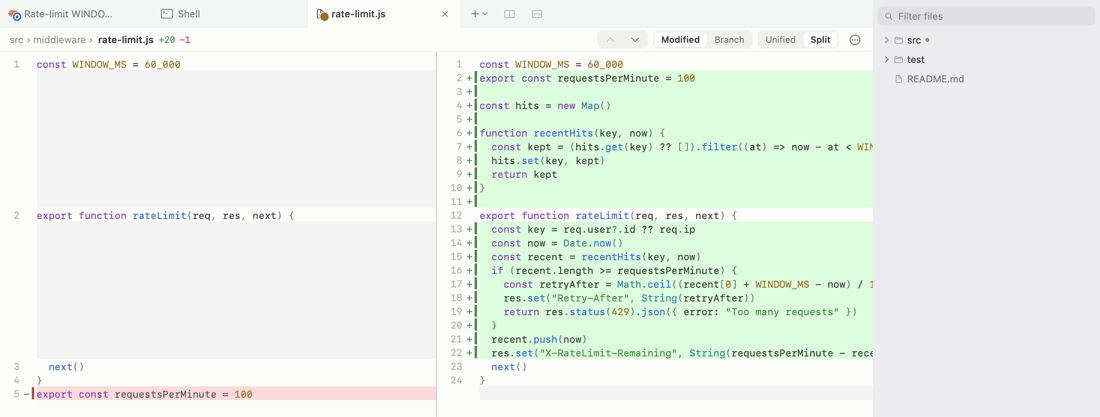 Rate-limit WINDO...
Shell
rate-limit.js
Filter files
src › middleware › rate-limit.js +20 −1
Modified Branch
Unified Split
src
test
README.md
1 const WINDOW_MS = 60_000
2 export function rateLimit(req, res, next) {
3 next()
4 }
5 − export const requestsPerMinute = 100
1 const WINDOW_MS = 60_000
2 + export const requestsPerMinute = 100
3 +
4 + const hits = new Map()
5 +
6 + function recentHits(key, now) {
7 + const kept = (hits.get(key) ?? []).filter((at) => now − at < WIN
8 + hits.set(key, kept)
9 + return kept
10 + }
11 +
12 export function rateLimit(req, res, next) {
13 + const key = req.user?.id ?? req.ip
14 + const now = Date.now()
15 + const recent = recentHits(key, now)
16 + if (recent.length >= requestsPerMinute) {
17 + const retryAfter = Math.ceil((recent[0] + WINDOW_MS − now) / 1
18 + res.set("Retry-After", String(retryAfter))
19 + return res.status(429).json({ error: "Too many requests" })
20 + }
21 + recent.push(now)
22 + res.set("X-RateLimit-Remaining", String(requestsPerMinute − rece
23 next()
24 }